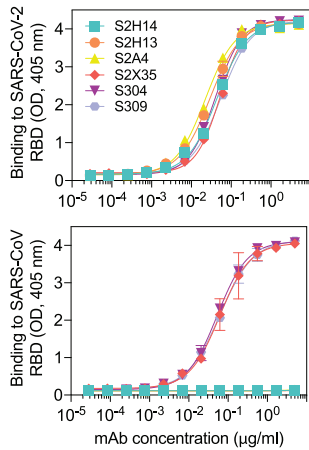 Binding to SARS-CoV-2
RBD (OD, 405 nm)
4
3
2
1
0
S2H14
S2H13
S2A4
S2X35
S304
S309
10⁻⁵ 10⁻⁴ 10⁻³ 10⁻² 10⁻¹ 10⁰ 10¹
Binding to SARS-CoV
RBD (OD, 405 nm)
4
3
2
1
0
10⁻⁵ 10⁻⁴ 10⁻³ 10⁻² 10⁻¹ 10⁰ 10¹
mAb concentration (μg/ml)